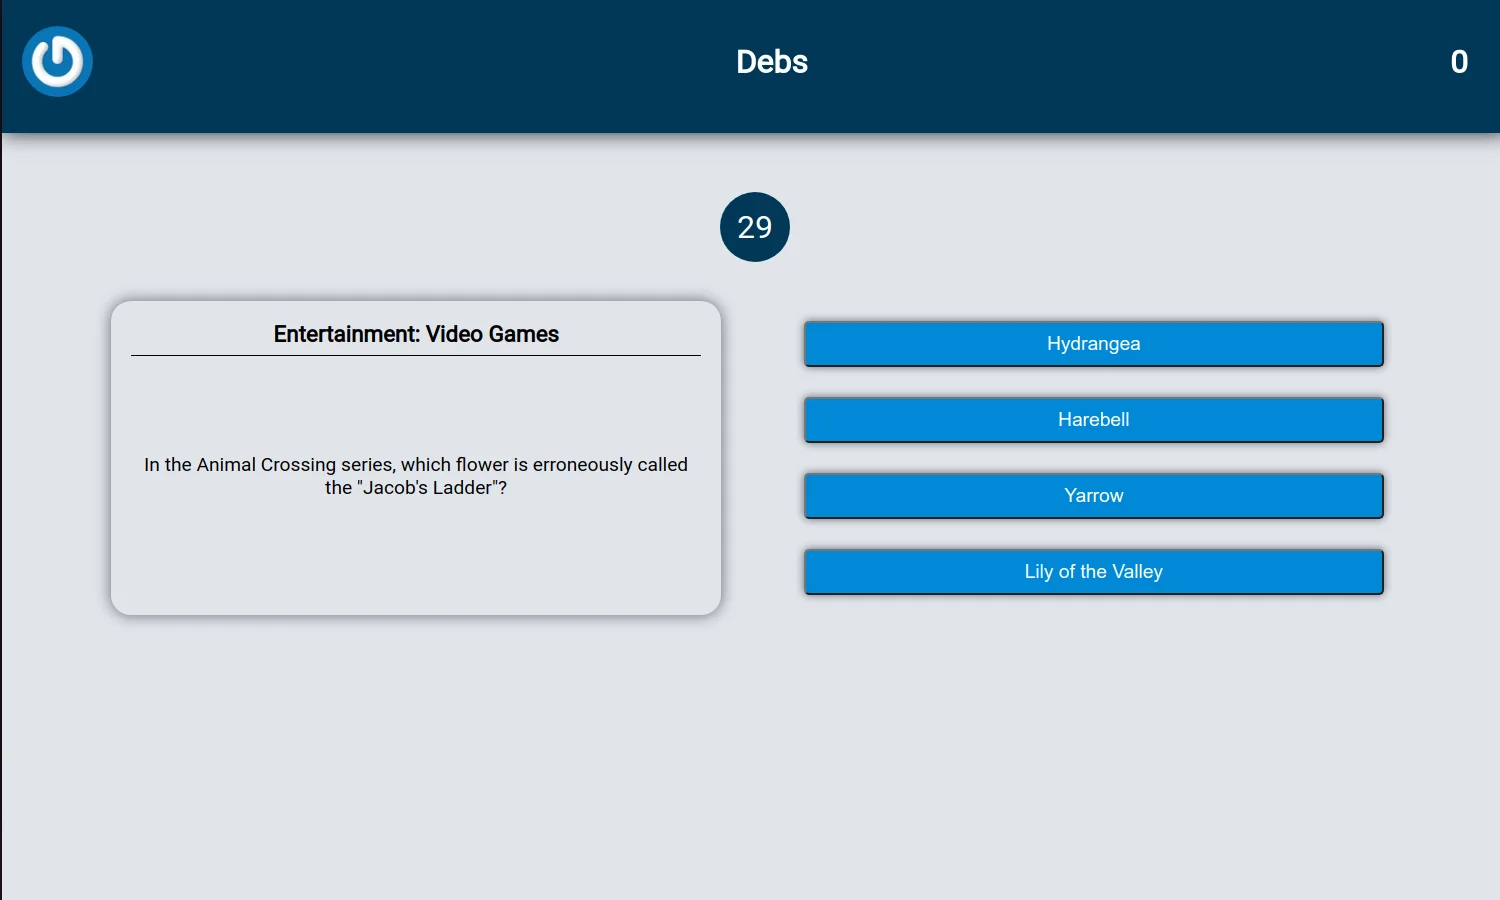 Debs
0
29
Entertainment: Video Games
In the Animal Crossing series, which flower is erroneously called
the "Jacob's Ladder"?
Hydrangea
Harebell
Yarrow
Lily of the Valley